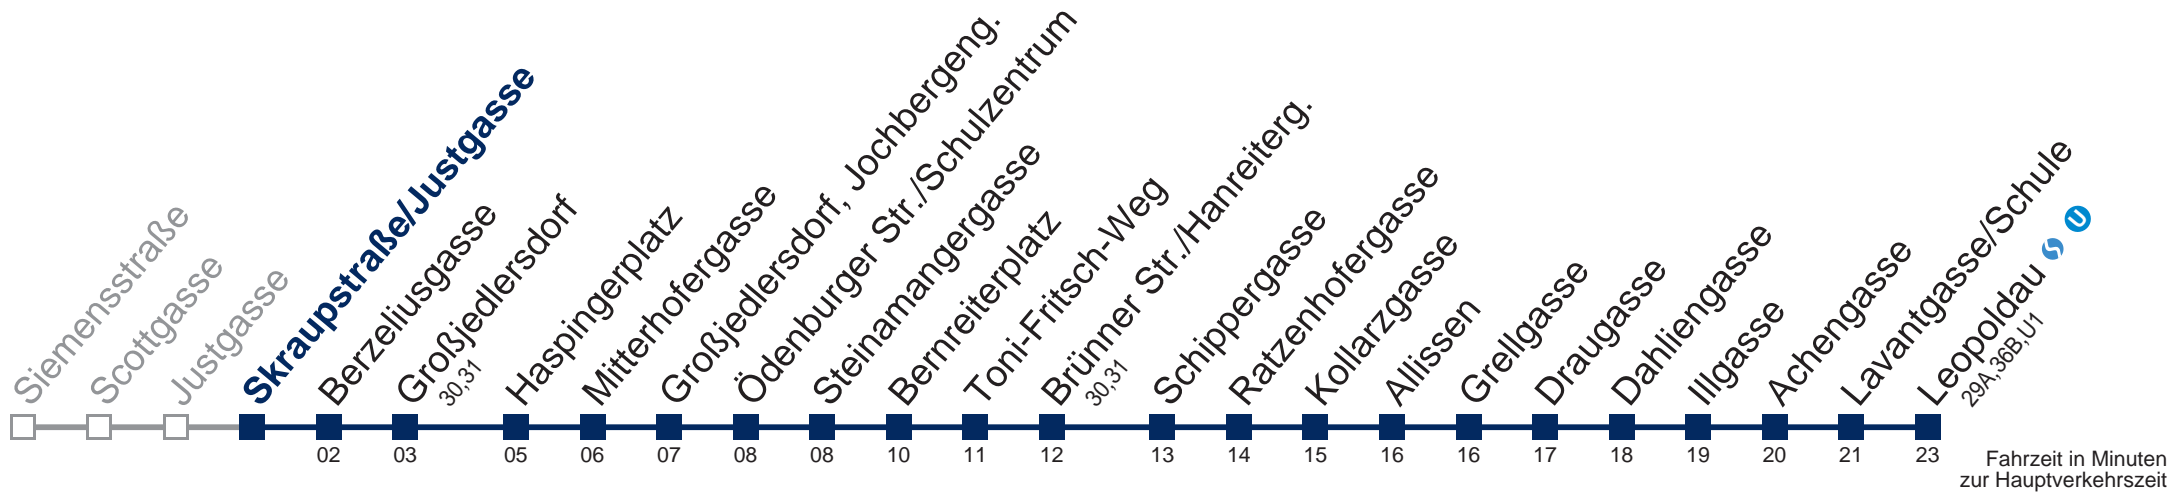 Siemensstraße
Scottgasse
Justgasse
Skraupstraße/Justgasse
Berzeliusgasse
Großjedlersdorf
30,31
Haspingerplatz
Mitterhofergasse
Großjedlersdorf, Jochbergeng.
Ödenburger Str./Schulzentrum
Steinamangergasse
Bernreiterplatz
Toni-Fritsch-Weg
Brünner Str./Hanreiterg.
30,31
Schippergasse
Ratzenhofergasse
Kollarzgasse
Allissen
Grellgasse
Draugasse
Dahliengasse
Illgasse
Achengasse
Lavantgasse/Schule
Leopoldau S U
29A,36B,U1
02 03 05 06 07 08 08 10 11 12 13 14 15 16 16 17 18 19 20 21 23
Fahrzeit in Minuten
zur Hauptverkehrszeit